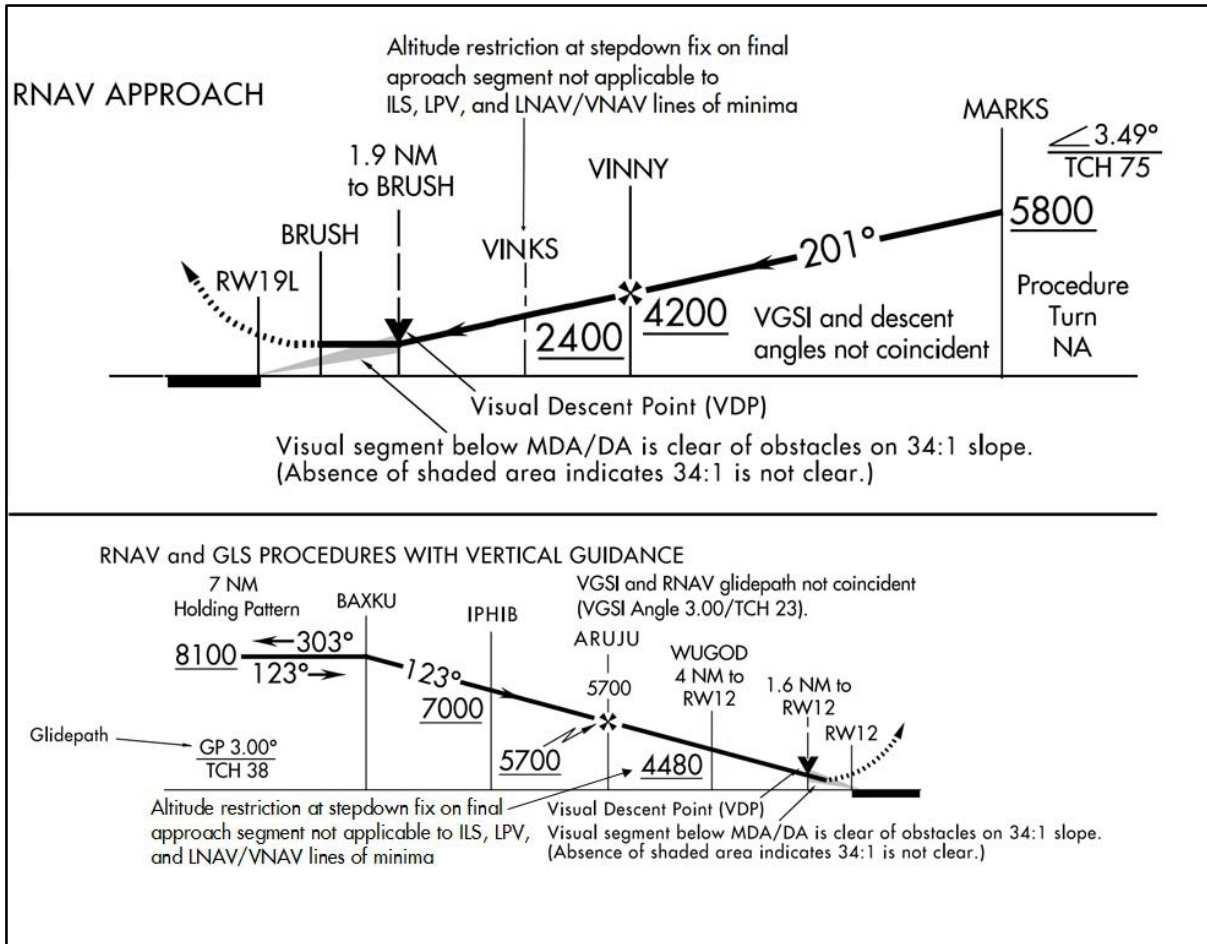 Altitude restriction at stepdown fix on final
aproach segment not applicable to
ILS, LPV, and LNAV/VNAV lines of minima
RNAV APPROACH
MARKS
3.49°
TCH 75
1.9 NM
to BRUSH
VINNY
5800
BRUSH
VINKS
201°
RW19L
Procedure
Turn
NA
2400
4200
VGSI and descent
angles not coincident
Visual Descent Point (VDP)
Visual segment below MDA/DA is clear of obstacles on 34:1 slope.
(Absence of shaded area indicates 34:1 is not clear.)
RNAV and GLS PROCEDURES WITH VERTICAL GUIDANCE
7 NM
Holding Pattern
BAXKU
IPHIB
VGSI and RNAV glidepath not coincident
(VGSI Angle 3.00/TCH 23).
ARUJU
5700
WUGOD
4 NM to
RW12
1.6 NM to
RW12
RW12
8100
303°
123°
123°
7000
5700
4480
Glidepath
GP 3.00°
TCH 38
Altitude restriction at stepdown fix on final
approach segment not applicable to ILS, LPV,
and LNAV/VNAV lines of minima
Visual Descent Point (VDP)
Visual segment below MDA/DA is clear of obstacles on 34:1 slope.
(Absence of shaded area indicates 34:1 is not clear.)